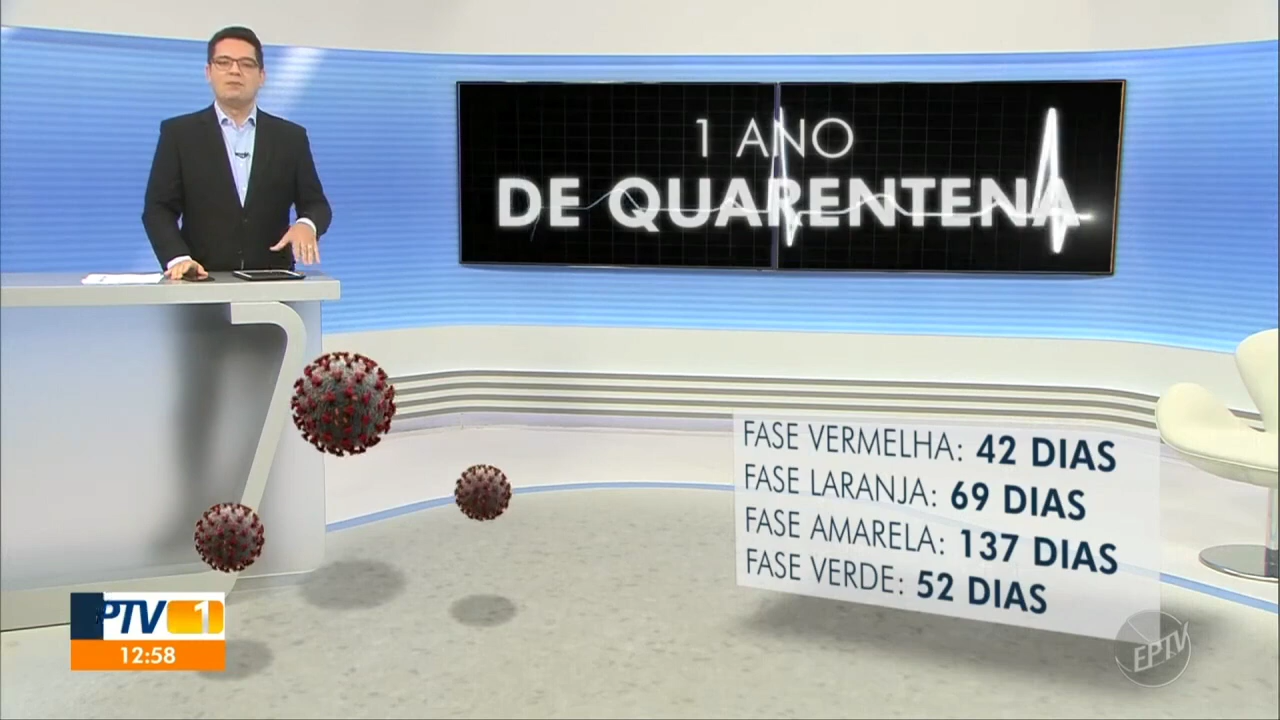 1 ANO
DE QUARENTENA
FASE VERMELHA: 42 DIAS
FASE LARANJA: 69 DIAS
FASE AMARELA: 137 DIAS
FASE VERDE: 52 DIAS
PTV 1
12:58
EPTV